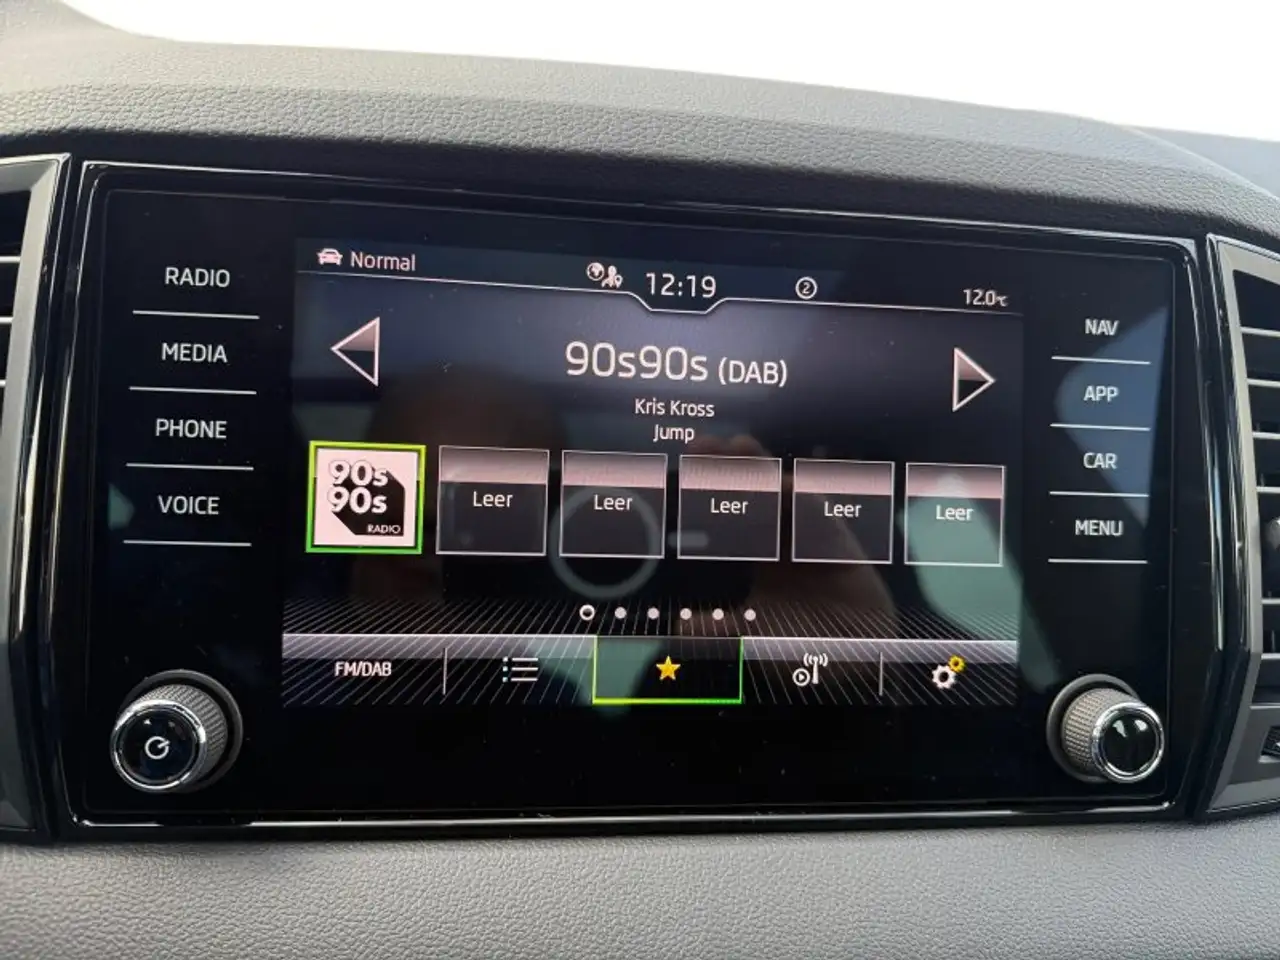 Normal
12:19
2
12.0°C
RADIO
MEDIA
PHONE
VOICE
90s90s (DAB)
Kris Kross
Jump
90s
90s
RADIO
Leer
Leer
Leer
Leer
Leer
FM/DAB
NAV
APP
CAR
MENU